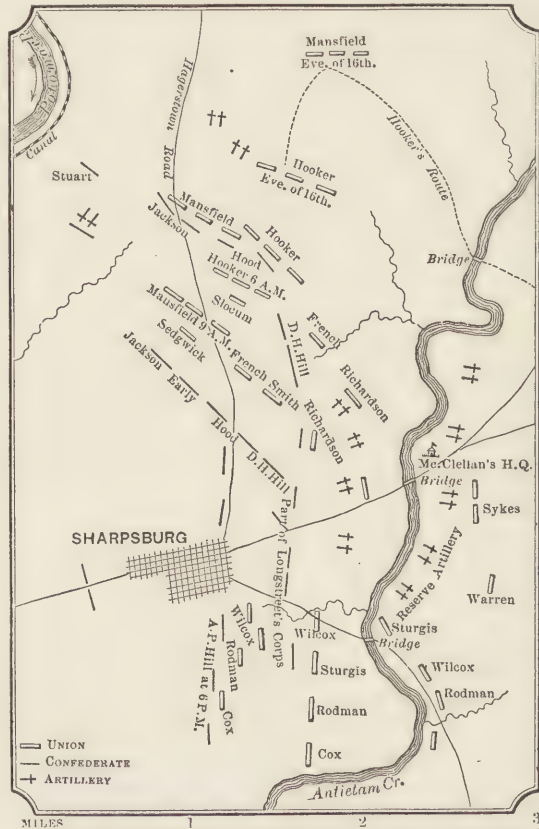 Potomac
Canal
Hagerstown Road
Mansfield
Eve. of 16th.
Hooker's Route
Hooker
Eve. of 16th.
Stuart
Mansfield
Jackson
Hooker
Hood
Bridge
Hooker 6 A.M.
Slocum
Mansfield 9 A.M.
Sedgwick
French
D.H.Hill
Richardson
French
Smith
Jackson
Early
Richardson
Hood
D.H.Hill
McClellan's H.Q.
Bridge
Sykes
Part of Longstreet's Corps
SHARPSBURG
Reserve Artillery
Warren
Wilcox
Wilcox
Sturgis
Bridge
A.P.Hill at 6 P.M.
Rodman
Sturgis
Wilcox
Rodman
Cox
Rodman
Cox
UNION
CONFEDERATE
ARTILLERY
Antietam Cr.
MILES 1 2 3